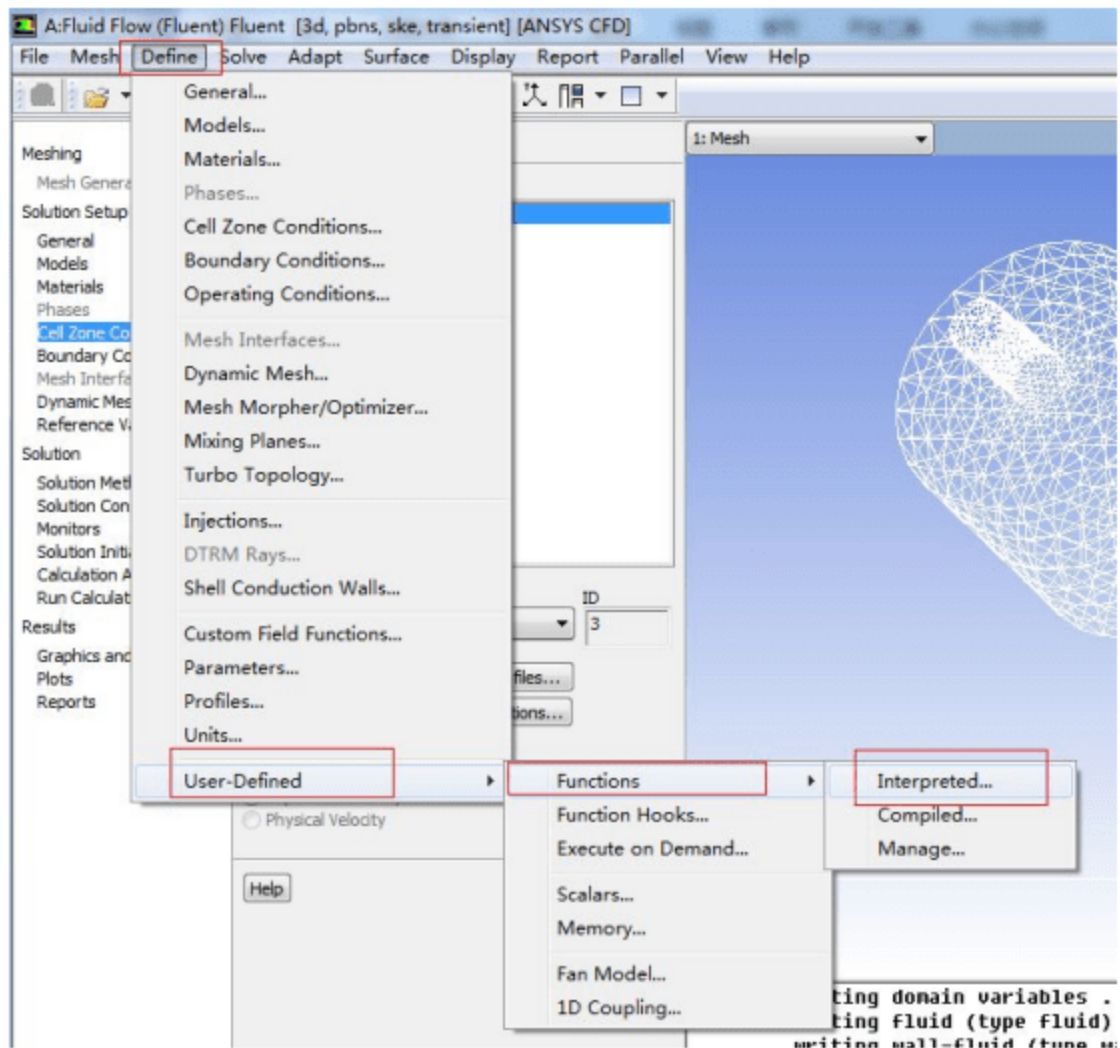 A:Fluid Flow (Fluent) Fluent [3d, pbns, ske, transient] [ANSYS CFD]
File Mesh Define Solve Adapt Surface Display Report Parallel View Help
General...
Models...
Materials...
Phases...
Cell Zone Conditions...
Boundary Conditions...
Operating Conditions...
Mesh Interfaces...
Dynamic Mesh...
Mesh Morpher/Optimizer...
Mixing Planes...
Turbo Topology...
Injections...
DTRM Rays...
Shell Conduction Walls...
Custom Field Functions...
Parameters...
Profiles...
Units...
User-Defined
Functions
Function Hooks...
Execute on Demand...
Scalars...
Memory...
Fan Model...
1D Coupling...
Interpreted...
Compiled...
Manage...
Meshing
Mesh Genera
Solution Setup
General
Models
Materials
Phases
Cell Zone Co
Boundary Co
Mesh Interfa
Dynamic Mes
Reference
Solution
Solution Met
Solution Con
Monitors
Solution Initi
Calculation A
Run Calculat
Results
Graphics and
Plots
Reports
1: Mesh
ID
3
files...
tions...
Physical Velocity
Help
ting domain variables .
ting fluid (type fluid)
writing wall-fluid (type